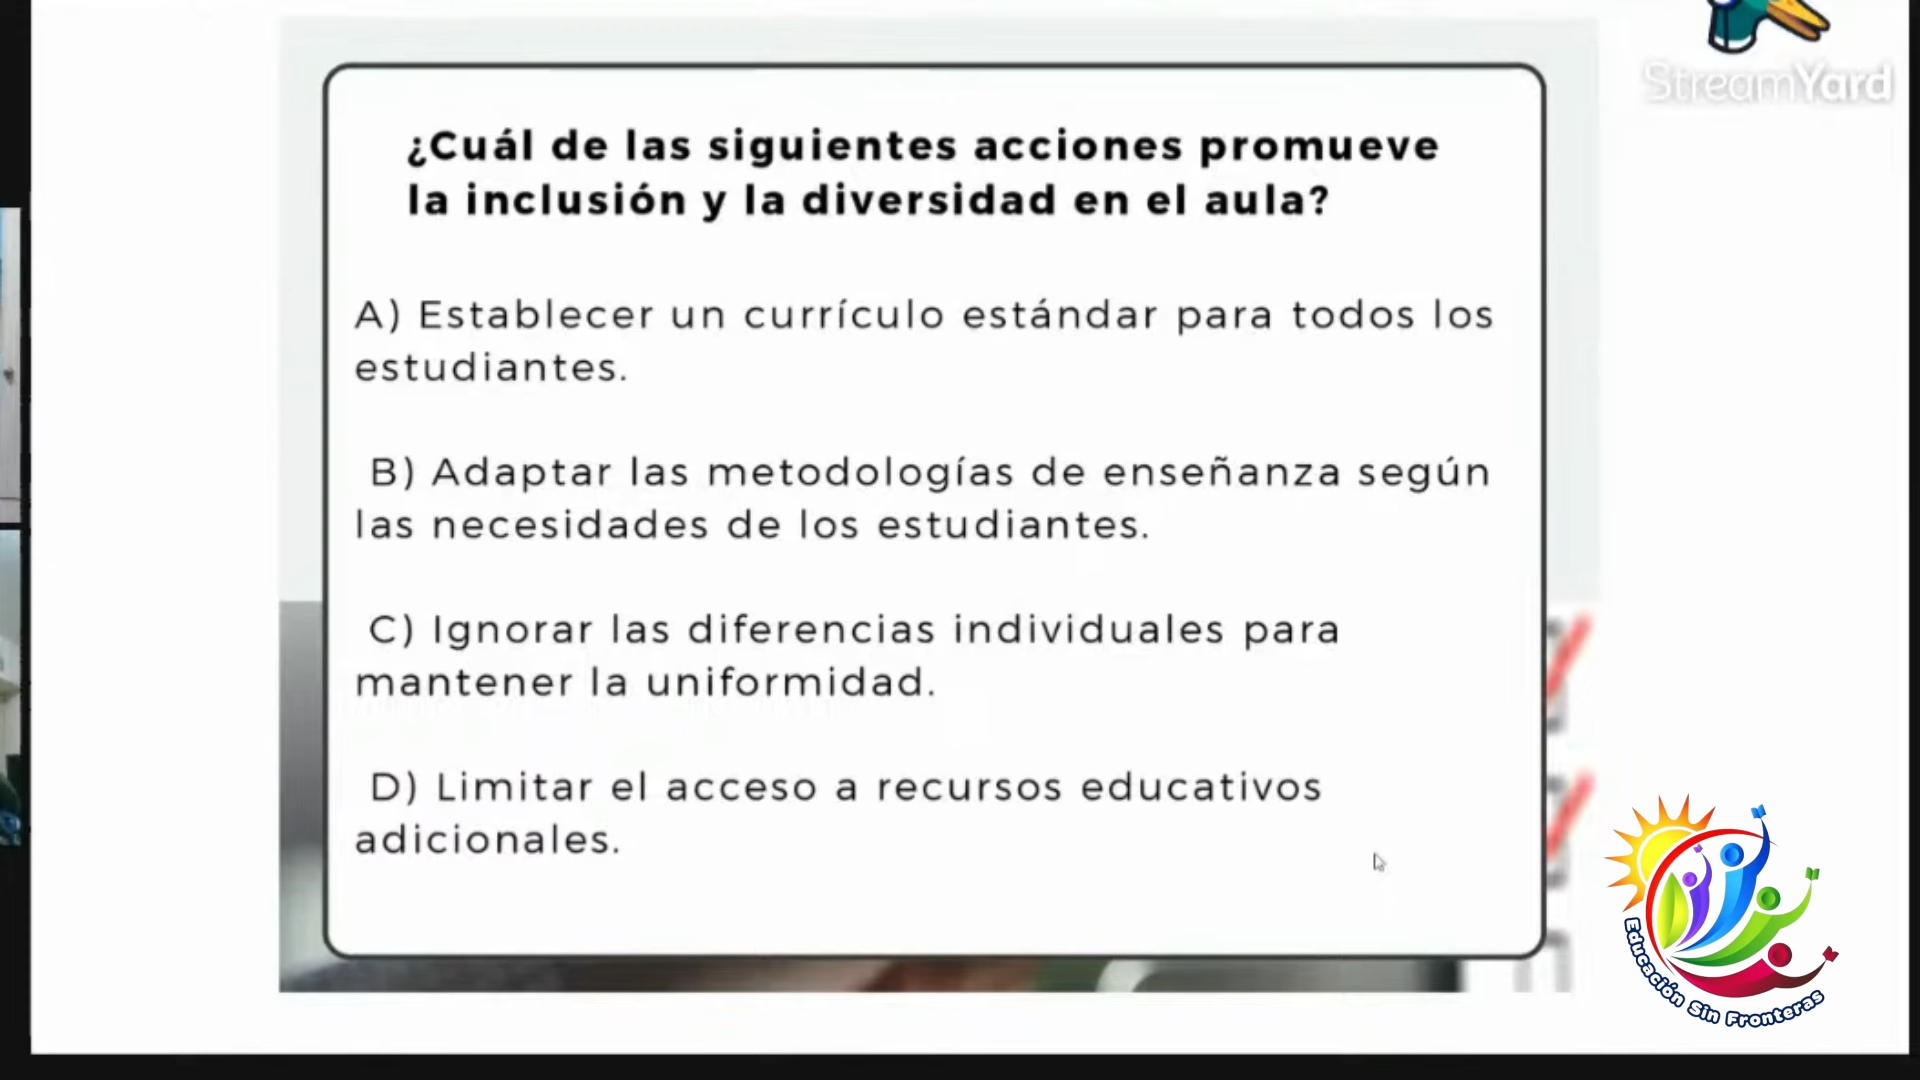 StreamYard
¿Cuál de las siguientes acciones promueve
la inclusión y la diversidad en el aula?
A) Establecer un currículo estándar para todos los
estudiantes.
B) Adaptar las metodologías de enseñanza según
las necesidades de los estudiantes.
C) Ignorar las diferencias individuales para
mantener la uniformidad.
D) Limitar el acceso a recursos educativos
adicionales.
Educación Sin Fronteras